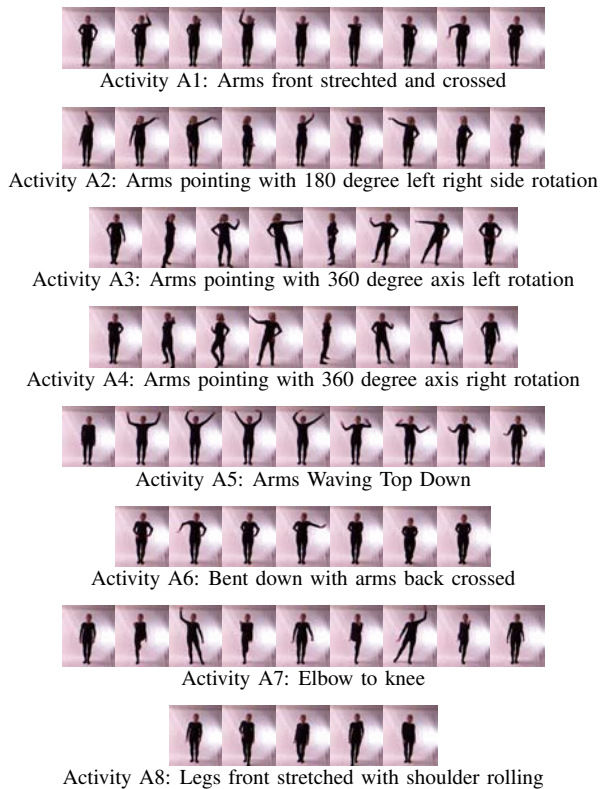 Activity A1: Arms front strechted and crossed
Activity A2: Arms pointing with 180 degree left right side rotation
Activity A3: Arms pointing with 360 degree axis left rotation
Activity A4: Arms pointing with 360 degree axis right rotation
Activity A5: Arms Waving Top Down
Activity A6: Bent down with arms back crossed
Activity A7: Elbow to knee
Activity A8: Legs front stretched with shoulder rolling